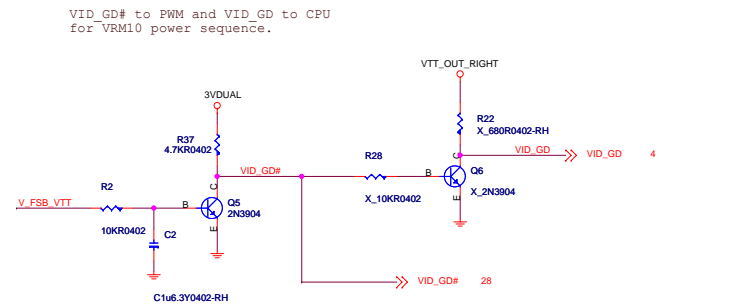 VID_GD# to PWM and VID_GD to CPU
for VRM10 power sequence.
VTT_OUT_RIGHT
3VDUAL
R22
X_680R0402-RH
R37
4.7KR0402
VID_GD
VID_GD 4
R28
VID_GD#
C
B
Q6
X_10KR0402
X_2N3904
E
R2
C
V_FSB_VTT
B
Q5
2N3904
10KR0402
C2
E
VID_GD# 28
C1u6.3Y0402-RH